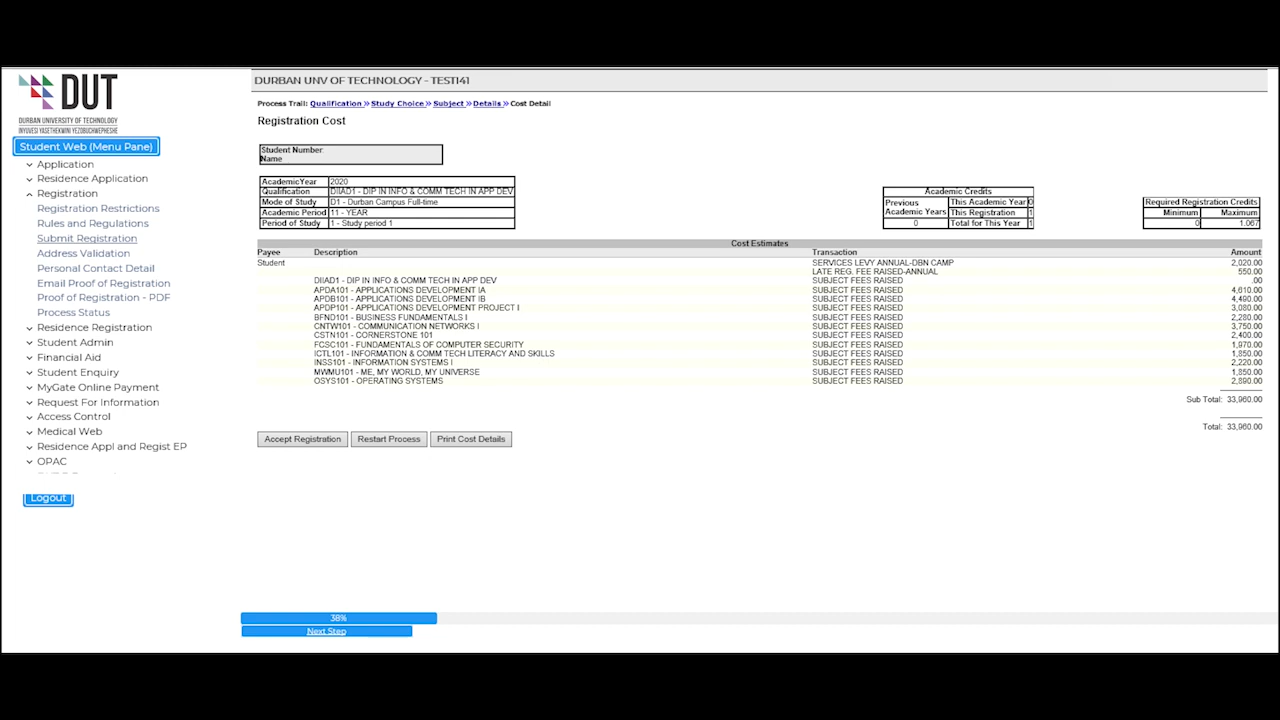 DUT
DURBAN UNIVERSITY OF TECHNOLOGY
INYUVESI YASETHEKWINI YEZOBUCHWEPHESHE
Student Web (Menu Pane)
Application
Residence Application
Registration
Registration Restrictions
Rules and Regulations
Submit Registration
Address Validation
Personal Contact Detail
Email Proof of Registration
Proof of Registration - PDF
Process Status
Residence Registration
Student Admin
Financial Aid
Student Enquiry
MyGate Online Payment
Request For Information
Access Control
Medical Web
Residence Appl and Regist EP
OPAC
Logout
DURBAN UNV OF TECHNOLOGY - TEST141
Process Trail: Qualification » Study Choice » Subject » Details » Cost Detail
Registration Cost
Student Number:
Name
AcademicYear 2020
Qualification DIIAD1 - DIP IN INFO & COMM TECH IN APP DEV
Mode of Study D1 - Durban Campus Full-time
Academic Period 11 - YEAR
Period of Study 1 - Study period 1
Academic Credits
Previous Academic Years This Academic Year 0
This Registration 1
0 Total for This Year 1
Required Registration Credits
Minimum Maximum
0 1.067
Cost Estimates
Payee Description Transaction Amount
Student SERVICES LEVY ANNUAL-DBN CAMP 2,020.00
LATE REG. FEE RAISED-ANNUAL 550.00
DIIAD1 - DIP IN INFO & COMM TECH IN APP DEV SUBJECT FEES RAISED .00
APDA101 - APPLICATIONS DEVELOPMENT IA SUBJECT FEES RAISED 4,610.00
APDB101 - APPLICATIONS DEVELOPMENT IB SUBJECT FEES RAISED 4,490.00
APDP101 - APPLICATIONS DEVELOPMENT PROJECT I SUBJECT FEES RAISED 3,080.00
BFND101 - BUSINESS FUNDAMENTALS I SUBJECT FEES RAISED 2,280.00
CNTW101 - COMMUNICATION NETWORKS I SUBJECT FEES RAISED 3,750.00
CSTN101 - CORNERSTONE 101 SUBJECT FEES RAISED 2,400.00
FCSC101 - FUNDAMENTALS OF COMPUTER SECURITY SUBJECT FEES RAISED 1,970.00
ICTL101 - INFORMATION & COMM TECH LITERACY AND SKILLS SUBJECT FEES RAISED 1,850.00
INSS101 - INFORMATION SYSTEMS I SUBJECT FEES RAISED 2,220.00
MWMU101 - ME, MY WORLD, MY UNIVERSE SUBJECT FEES RAISED 1,850.00
OSYS101 - OPERATING SYSTEMS SUBJECT FEES RAISED 2,890.00
Sub Total: 33,960.00
Total: 33,960.00
Accept Registration Restart Process Print Cost Details
38%
Next Step